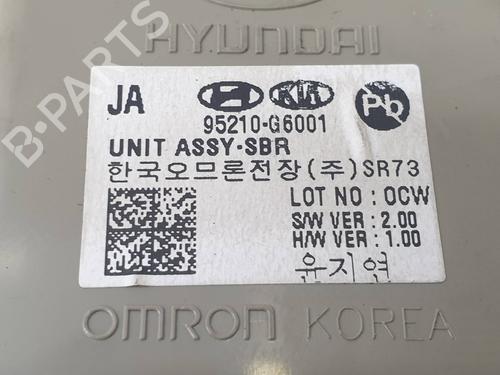 HYUNDAI
JA KIA Pb
95210-G6001
UNIT ASSY-SBR
한국오므론전장(주) SR73
LOT NO : OCW
S/W VER : 2.00
H/W VER : 1.00
윤지연
OMRON KOREA
B-PARTS